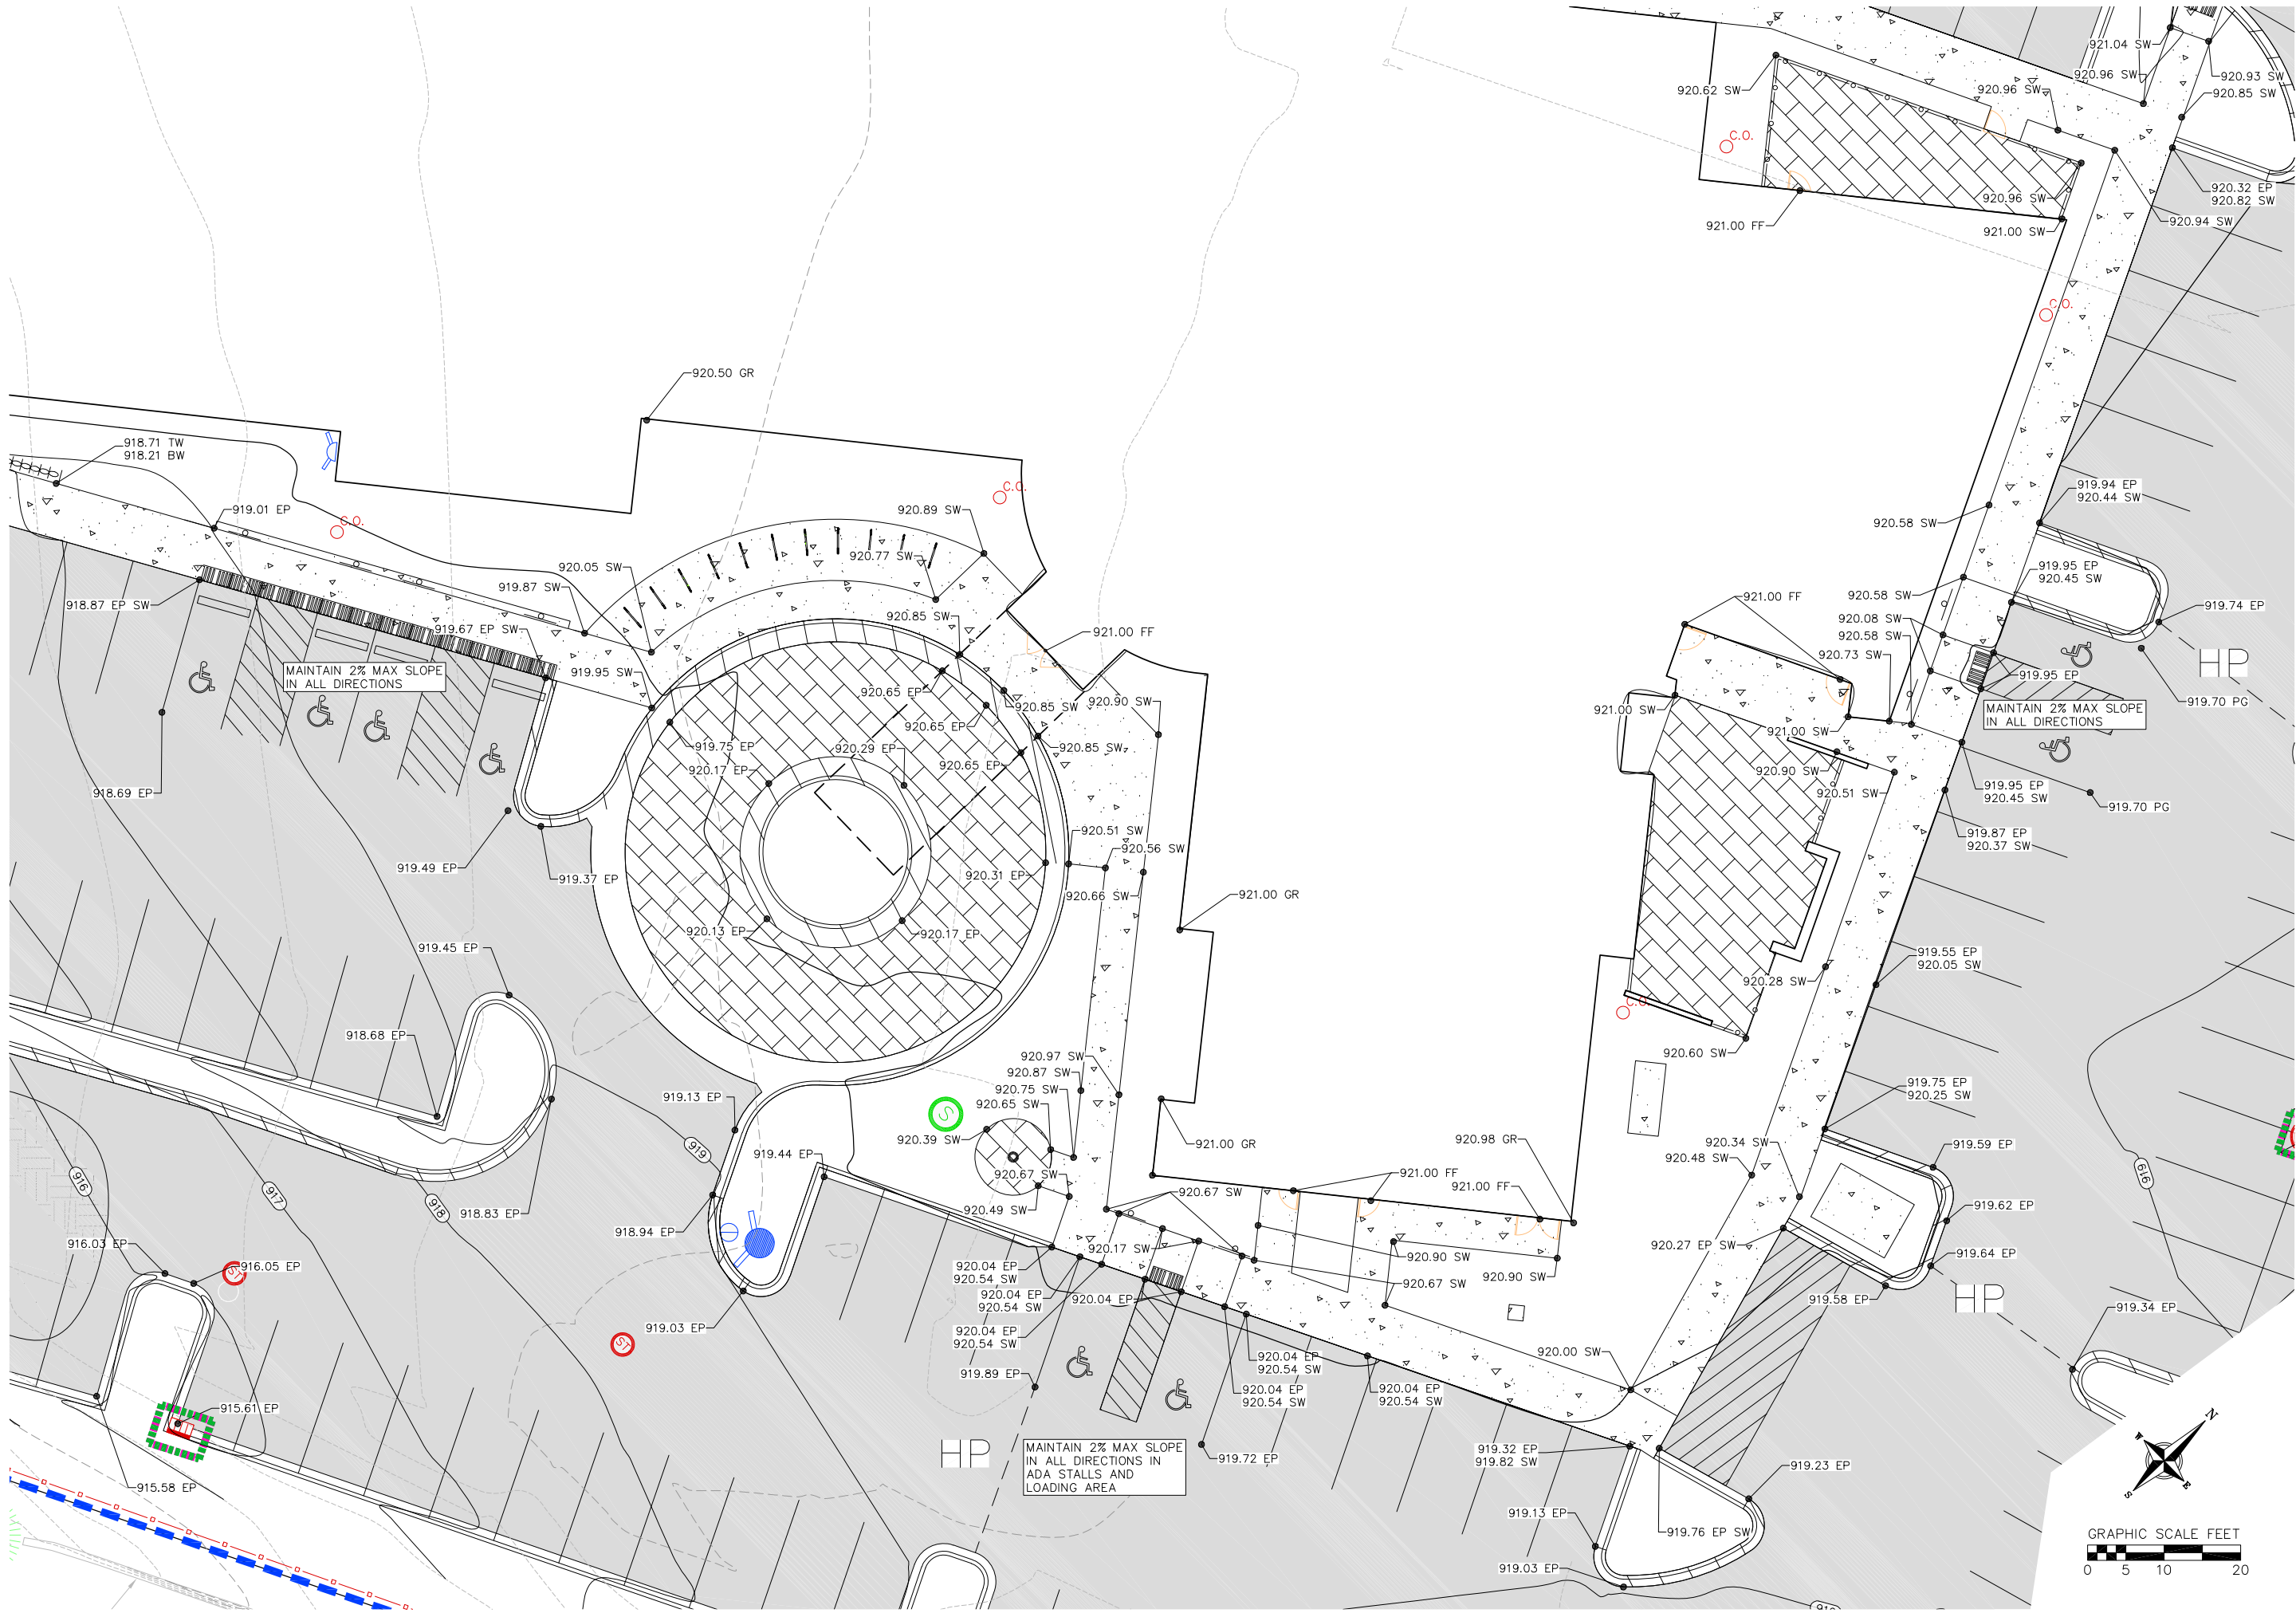 921.04 SW
920.96 SW
920.93 SW
920.85 SW
920.62 SW
920.96 SW
C.O.
920.32 EP
920.82 SW
920.96 SW
920.94 SW
921.00 FF
921.00 SW
C.O.
920.50 GR
918.71 TW
918.21 BW
919.01 EP
C.O.
C.O.
920.89 SW
920.77 SW
920.05 SW
919.87 SW
918.87 EP SW
919.67 EP SW
920.85 SW
921.00 FF
MAINTAIN 2% MAX SLOPE
IN ALL DIRECTIONS
919.95 SW
920.65 EP
920.65 EP
920.85 SW
920.90 SW
920.85 SW
919.75 EP
920.29 EP
920.17 EP
920.65 EP
918.69 EP
919.49 EP
919.37 EP
920.51 SW
920.56 SW
920.31 EP
920.66 SW
921.00 GR
920.13 EP
920.17 EP
919.94 EP
920.44 SW
920.58 SW
919.95 EP
920.45 SW
920.58 SW
921.00 FF
919.74 EP
920.08 SW
920.58 SW
920.73 SW
HP
919.95 EP
919.70 PG
MAINTAIN 2% MAX SLOPE
IN ALL DIRECTIONS
921.00 SW
921.00 SW
920.90 SW
920.51 SW
919.95 EP
920.45 SW
919.70 PG
919.87 EP
920.37 SW
919.55 EP
920.05 SW
920.28 SW
C.O.
920.60 SW
919.45 EP
918.68 EP
920.97 SW
920.87 SW
920.75 SW
920.65 SW
919.13 EP
S
920.39 SW
919.44 EP
919
920.67 SW
920.49 SW
921.00 GR
920.98 GR
921.00 FF
921.00 FF
920.67 SW
920.17 SW
920.90 SW
920.67 SW
920.90 SW
919.75 EP
920.25 SW
920.34 SW
920.48 SW
919.59 EP
919.62 EP
920.27 EP SW
919.64 EP
919.58 EP
HP
919.34 EP
919
916
917
918
918.83 EP
918.94 EP
916.03 EP
916.05 EP
ST
ST
919.03 EP
920.04 EP
920.54 SW
920.04 EP
920.54 SW
920.04 EP
920.04 EP
920.54 SW
919.89 EP
920.04 EP
920.54 SW
920.04 EP
920.54 SW
920.04 EP
920.54 SW
920.00 SW
915.61 EP
915.58 EP
HP
MAINTAIN 2% MAX SLOPE
IN ALL DIRECTIONS IN
ADA STALLS AND
LOADING AREA
919.72 EP
919.32 EP
919.82 SW
919.23 EP
919.13 EP
919.76 EP SW
919.03 EP
N
W
E
S
GRAPHIC SCALE FEET
0 5 10 20